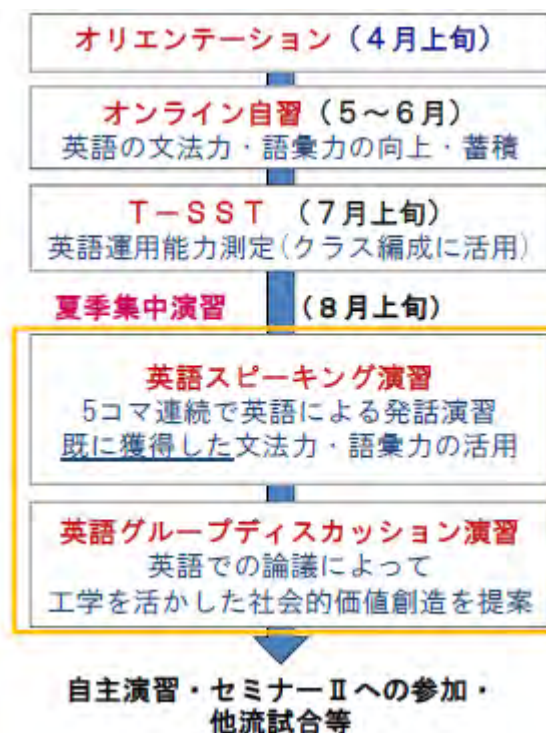 オリエンテーション（４月上旬）
オンライン自習（５～６月）
英語の文法力・語彙力の向上・蓄積
Ｔ－ＳＳＴ （７月上旬）
英語運用能力測定(クラス編成に活用)
夏季集中演習 （８月上旬）
英語スピーキング演習
5コマ連続で英語による発話演習
既に獲得した文法力・語彙力の活用
英語グループディスカッション演習
英語での論議によって
工学を活かした社会的価値創造を提案
自主演習・セミナーⅡへの参加・
他流試合等